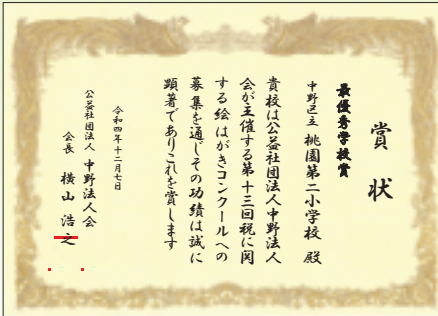 賞状
最優秀学校賞
中野区立 桃園第二小学校 殿
貴校は公益社団法人中野法人
会が主催する第十三回税に関
する絵はがきコンクールへの
募集を通じその功績は誠に
顕著でありこれを賞します
令和四年十二月七日
公益社団法人 中野法人会
会長 横山 浩之